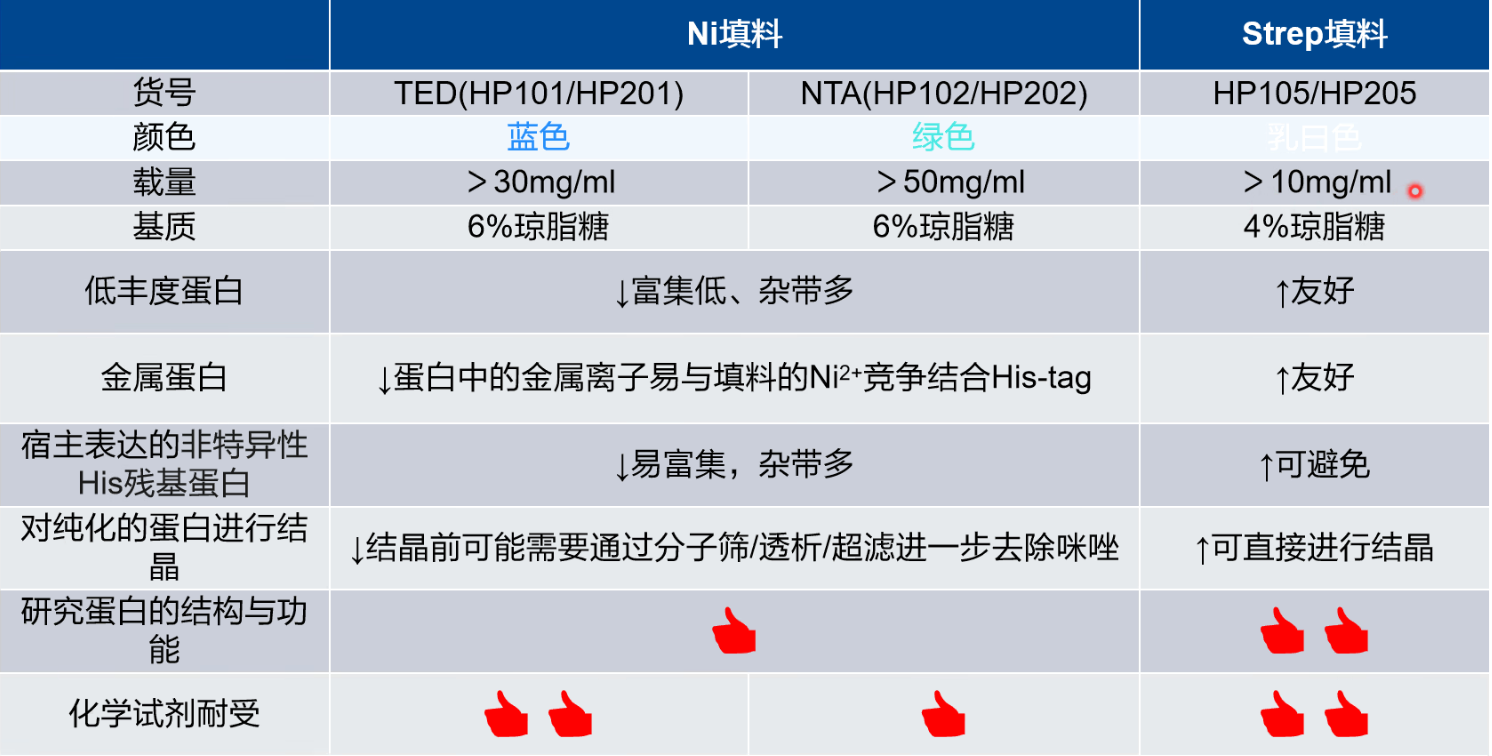 Ni填料 Strep填料
货号 TED(HP101/HP201) NTA(HP102/HP202) HP105/HP205
颜色 蓝色 绿色 乳白色
载量 ＞30mg/ml ＞50mg/ml ＞10mg/ml
基质 6%琼脂糖 6%琼脂糖 4%琼脂糖
低丰度蛋白 ↓富集低、杂带多 ↑友好
金属蛋白 ↓蛋白中的金属离子易与填料的Ni²⁺竞争结合His-tag ↑友好
宿主表达的非特异性
His残基蛋白 ↓易富集，杂带多 ↑可避免
对纯化的蛋白进行结
晶 ↓结晶前可能需要通过分子筛/透析/超滤进一步去除咪唑 ↑可直接进行结晶
研究蛋白的结构与功
能
化学试剂耐受